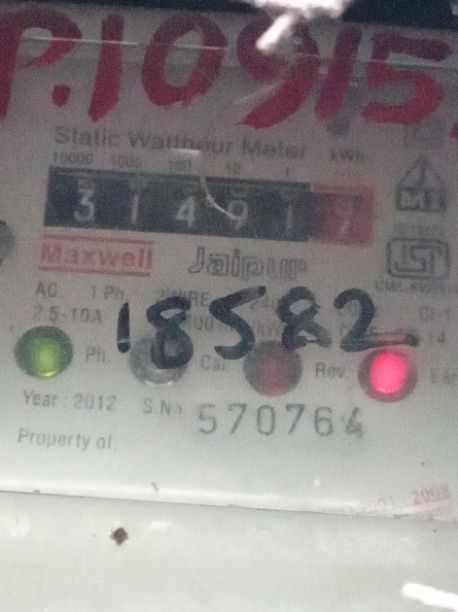 P.10915
Static Watthour Meter kWh
10000 1000 100 10 1
3 1 4 9 1 7
Maxwell Jaipur
AC. 1 Ph.
2.5-10A
18582
Ph. Cal Rev. Ear
Year : 2012 S.No. 570764
Property of: